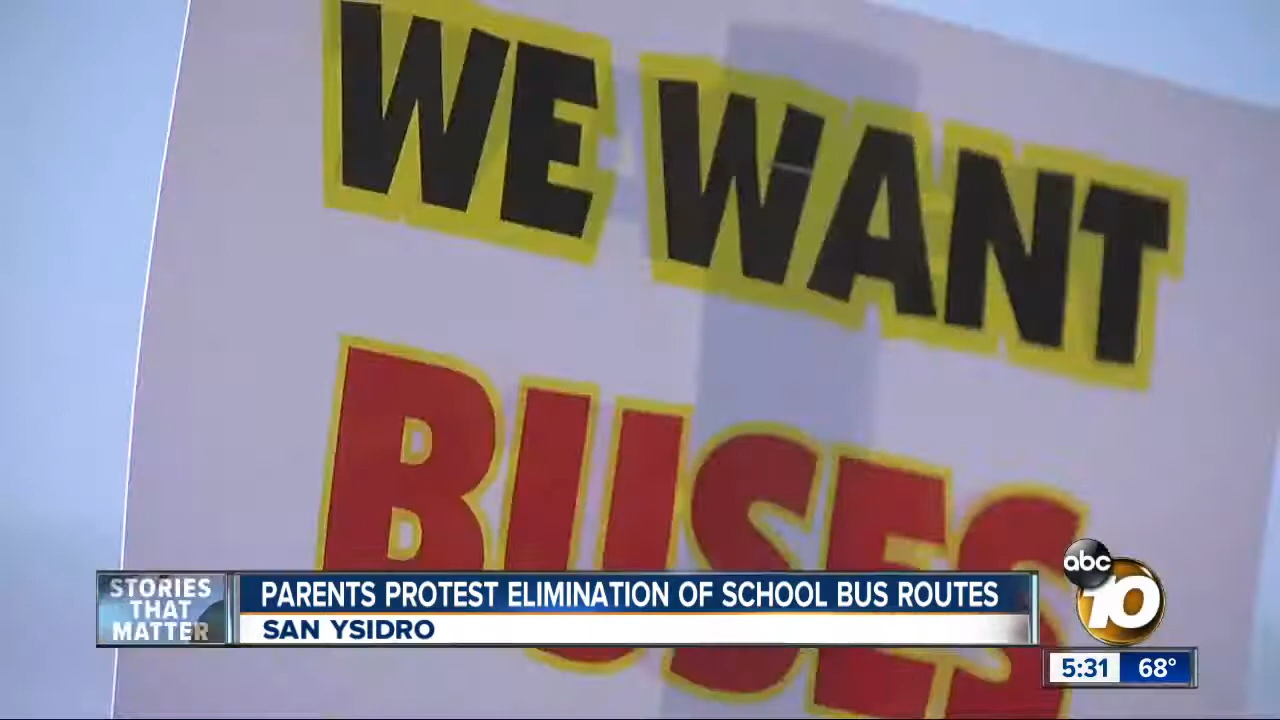 WE WANT
BUSES
STORIES
THAT
MATTER
PARENTS PROTEST ELIMINATION OF SCHOOL BUS ROUTES
SAN YSIDRO
abc
10
5:31 68°